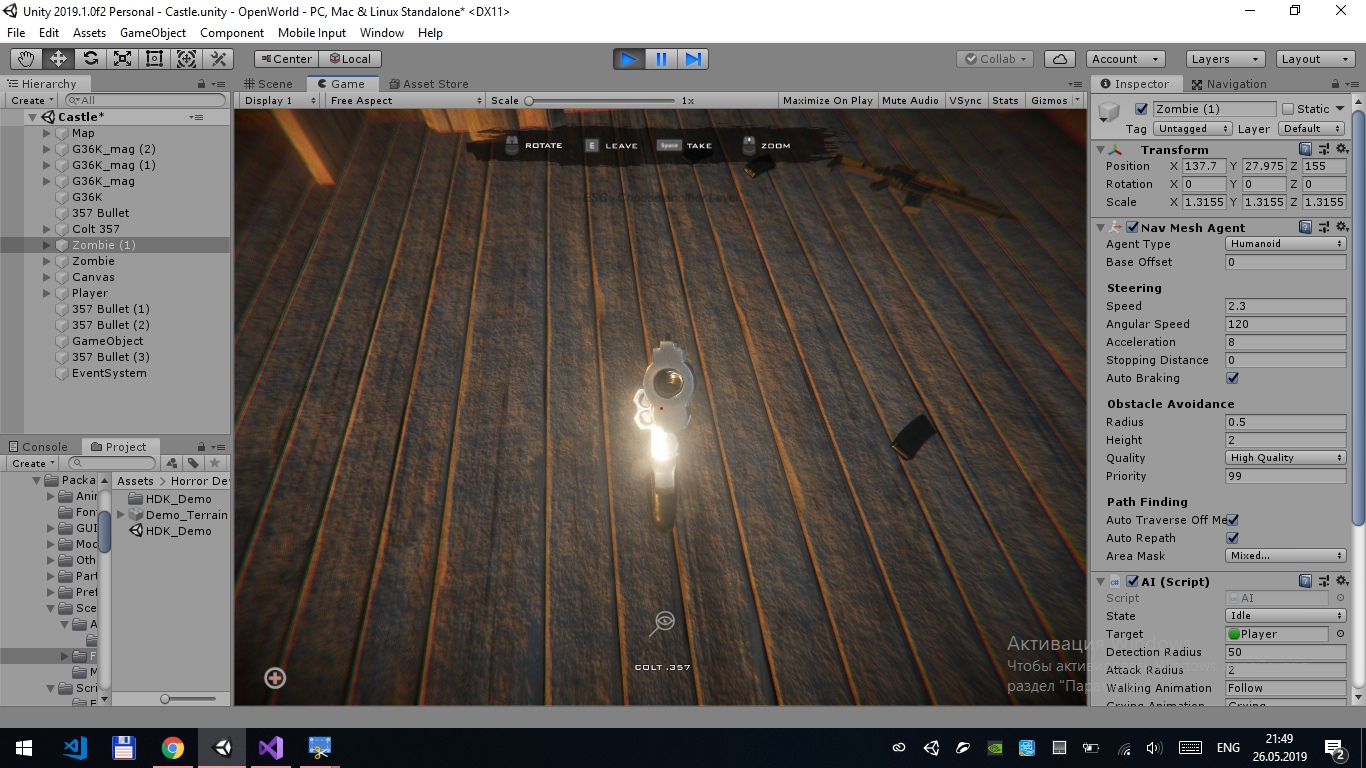 Unity 2019.1.0f2 Personal - Castle.unity - OpenWorld - PC, Mac & Linux Standalone* <DX11>
File Edit Assets GameObject Component Mobile Input Window Help
Center Local Collab Account Layers Layout
Hierarchy
Create All
Castle*
Map
G36K_mag (2)
G36K_mag (1)
G36K_mag
G36K
357 Bullet
Colt 357
Zombie (1)
Zombie
Canvas
Player
357 Bullet (1)
357 Bullet (2)
GameObject
357 Bullet (3)
EventSystem
Console Project
Create
Packa
Anir
Fon
GUI
Mod
Oth
Part
Pref
Sce
A
F
M
Scri
Assets > Horror De
HDK_Demo
Demo_Terrain
HDK_Demo
Scene Game Asset Store
Display 1 Free Aspect Scale 1x Maximize On Play Mute Audio VSync Stats Gizmos
ROTATE E LEAVE Space TAKE ZOOM
COLT .357
Inspector Navigation
Zombie (1) Static
Tag Untagged Layer Default
Transform
Position X 137.7 Y 27.975 Z 155
Rotation X 0 Y 0 Z 0
Scale X 1.3155 Y 1.3155 Z 1.3155
Nav Mesh Agent
Agent Type Humanoid
Base Offset 0
Steering
Speed 2.3
Angular Speed 120
Acceleration 8
Stopping Distance 0
Auto Braking
Obstacle Avoidance
Radius 0.5
Height 2
Quality High Quality
Priority 99
Path Finding
Auto Traverse Off Me
Auto Repath
Area Mask Mixed...
AI (Script)
Script AI
State Idle
Target Player
Detection Radius 50
Attack Radius 2
Walking Animation Follow
Crying Animation Crying
Активация Windows
Чтобы активи
раздел "Пара
ENG
21:49
26.05.2019
2